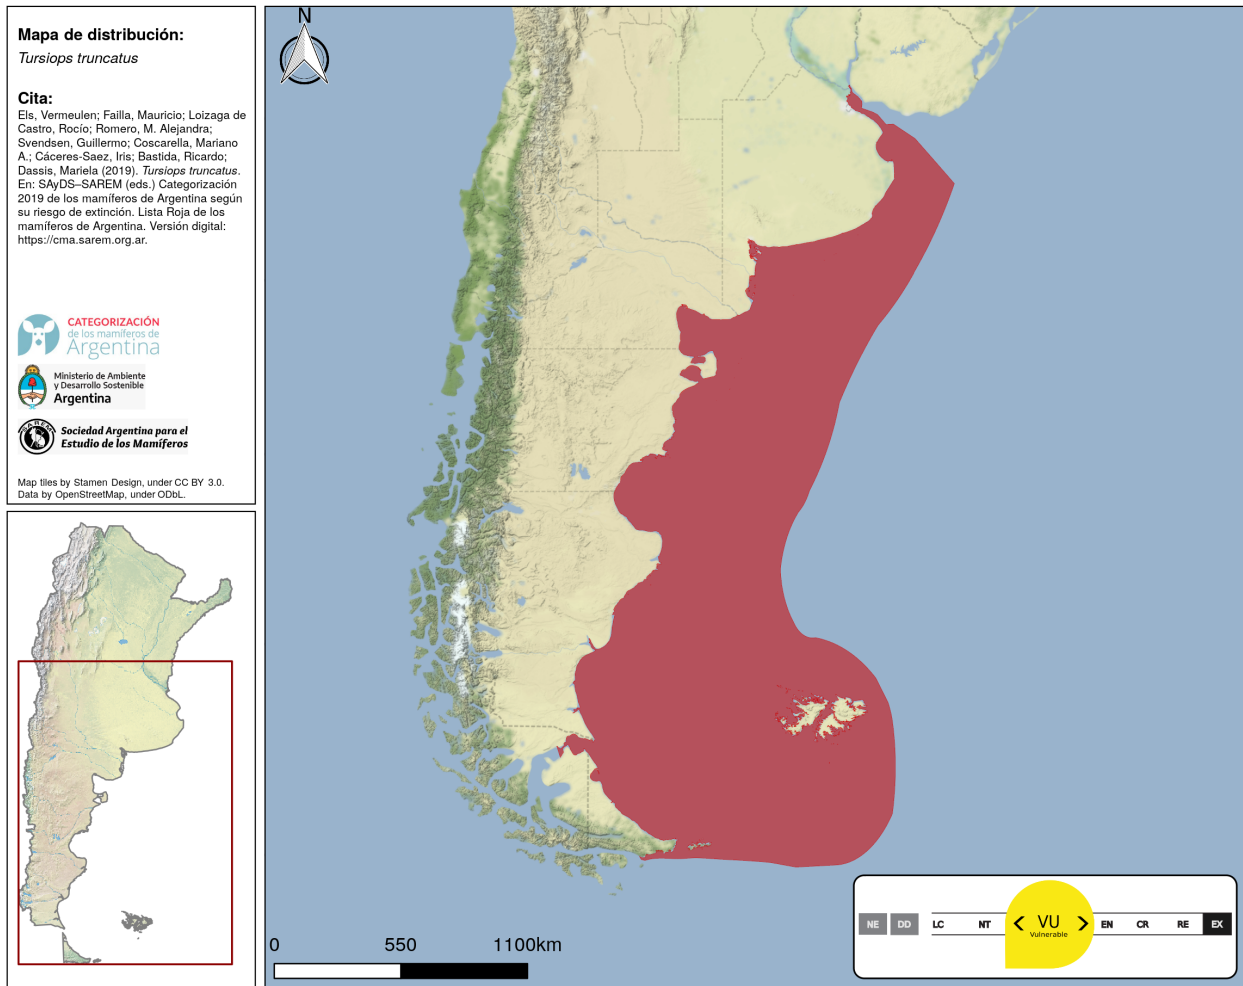 Mapa de distribución:
Tursiops truncatus
Cita:
Els, Vermeulen; Failla, Mauricio; Loizaga de
Castro, Rocío; Romero, M. Alejandra;
Svendsen, Guillermo; Coscarella, Mariano
A.; Cáceres-Saez, Iris; Bastida, Ricardo;
Dassis, Mariela (2019). Tursiops truncatus.
En: SAyDS–SAREM (eds.) Categorización
2019 de los mamíferos de Argentina según
su riesgo de extinción. Lista Roja de los
mamíferos de Argentina. Versión digital:
https://cma.sarem.org.ar.
CATEGORIZACIÓN
de los mamíferos de
Argentina
Ministerio de Ambiente
y Desarrollo Sostenible
Argentina
SAREM
Sociedad Argentina para el
Estudio de los Mamíferos
Map tiles by Stamen Design, under CC BY 3.0.
Data by OpenStreetMap, under ODbL.
N
0 550 1100km
NE DD LC NT VU EN CR RE EX
Vulnerable